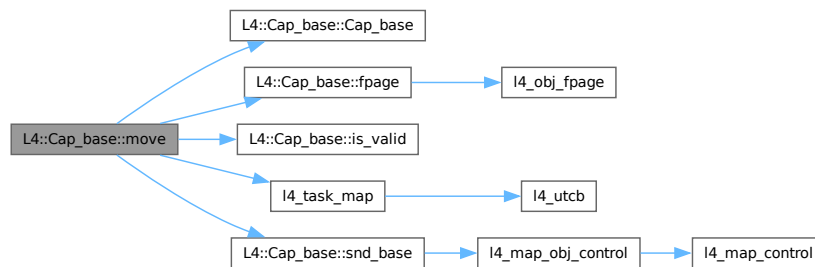 L4::Cap_base::Cap_base
L4::Cap_base::fpage
l4_obj_fpage
L4::Cap_base::move
L4::Cap_base::is_valid
l4_task_map
l4_utcb
L4::Cap_base::snd_base
l4_map_obj_control
l4_map_control